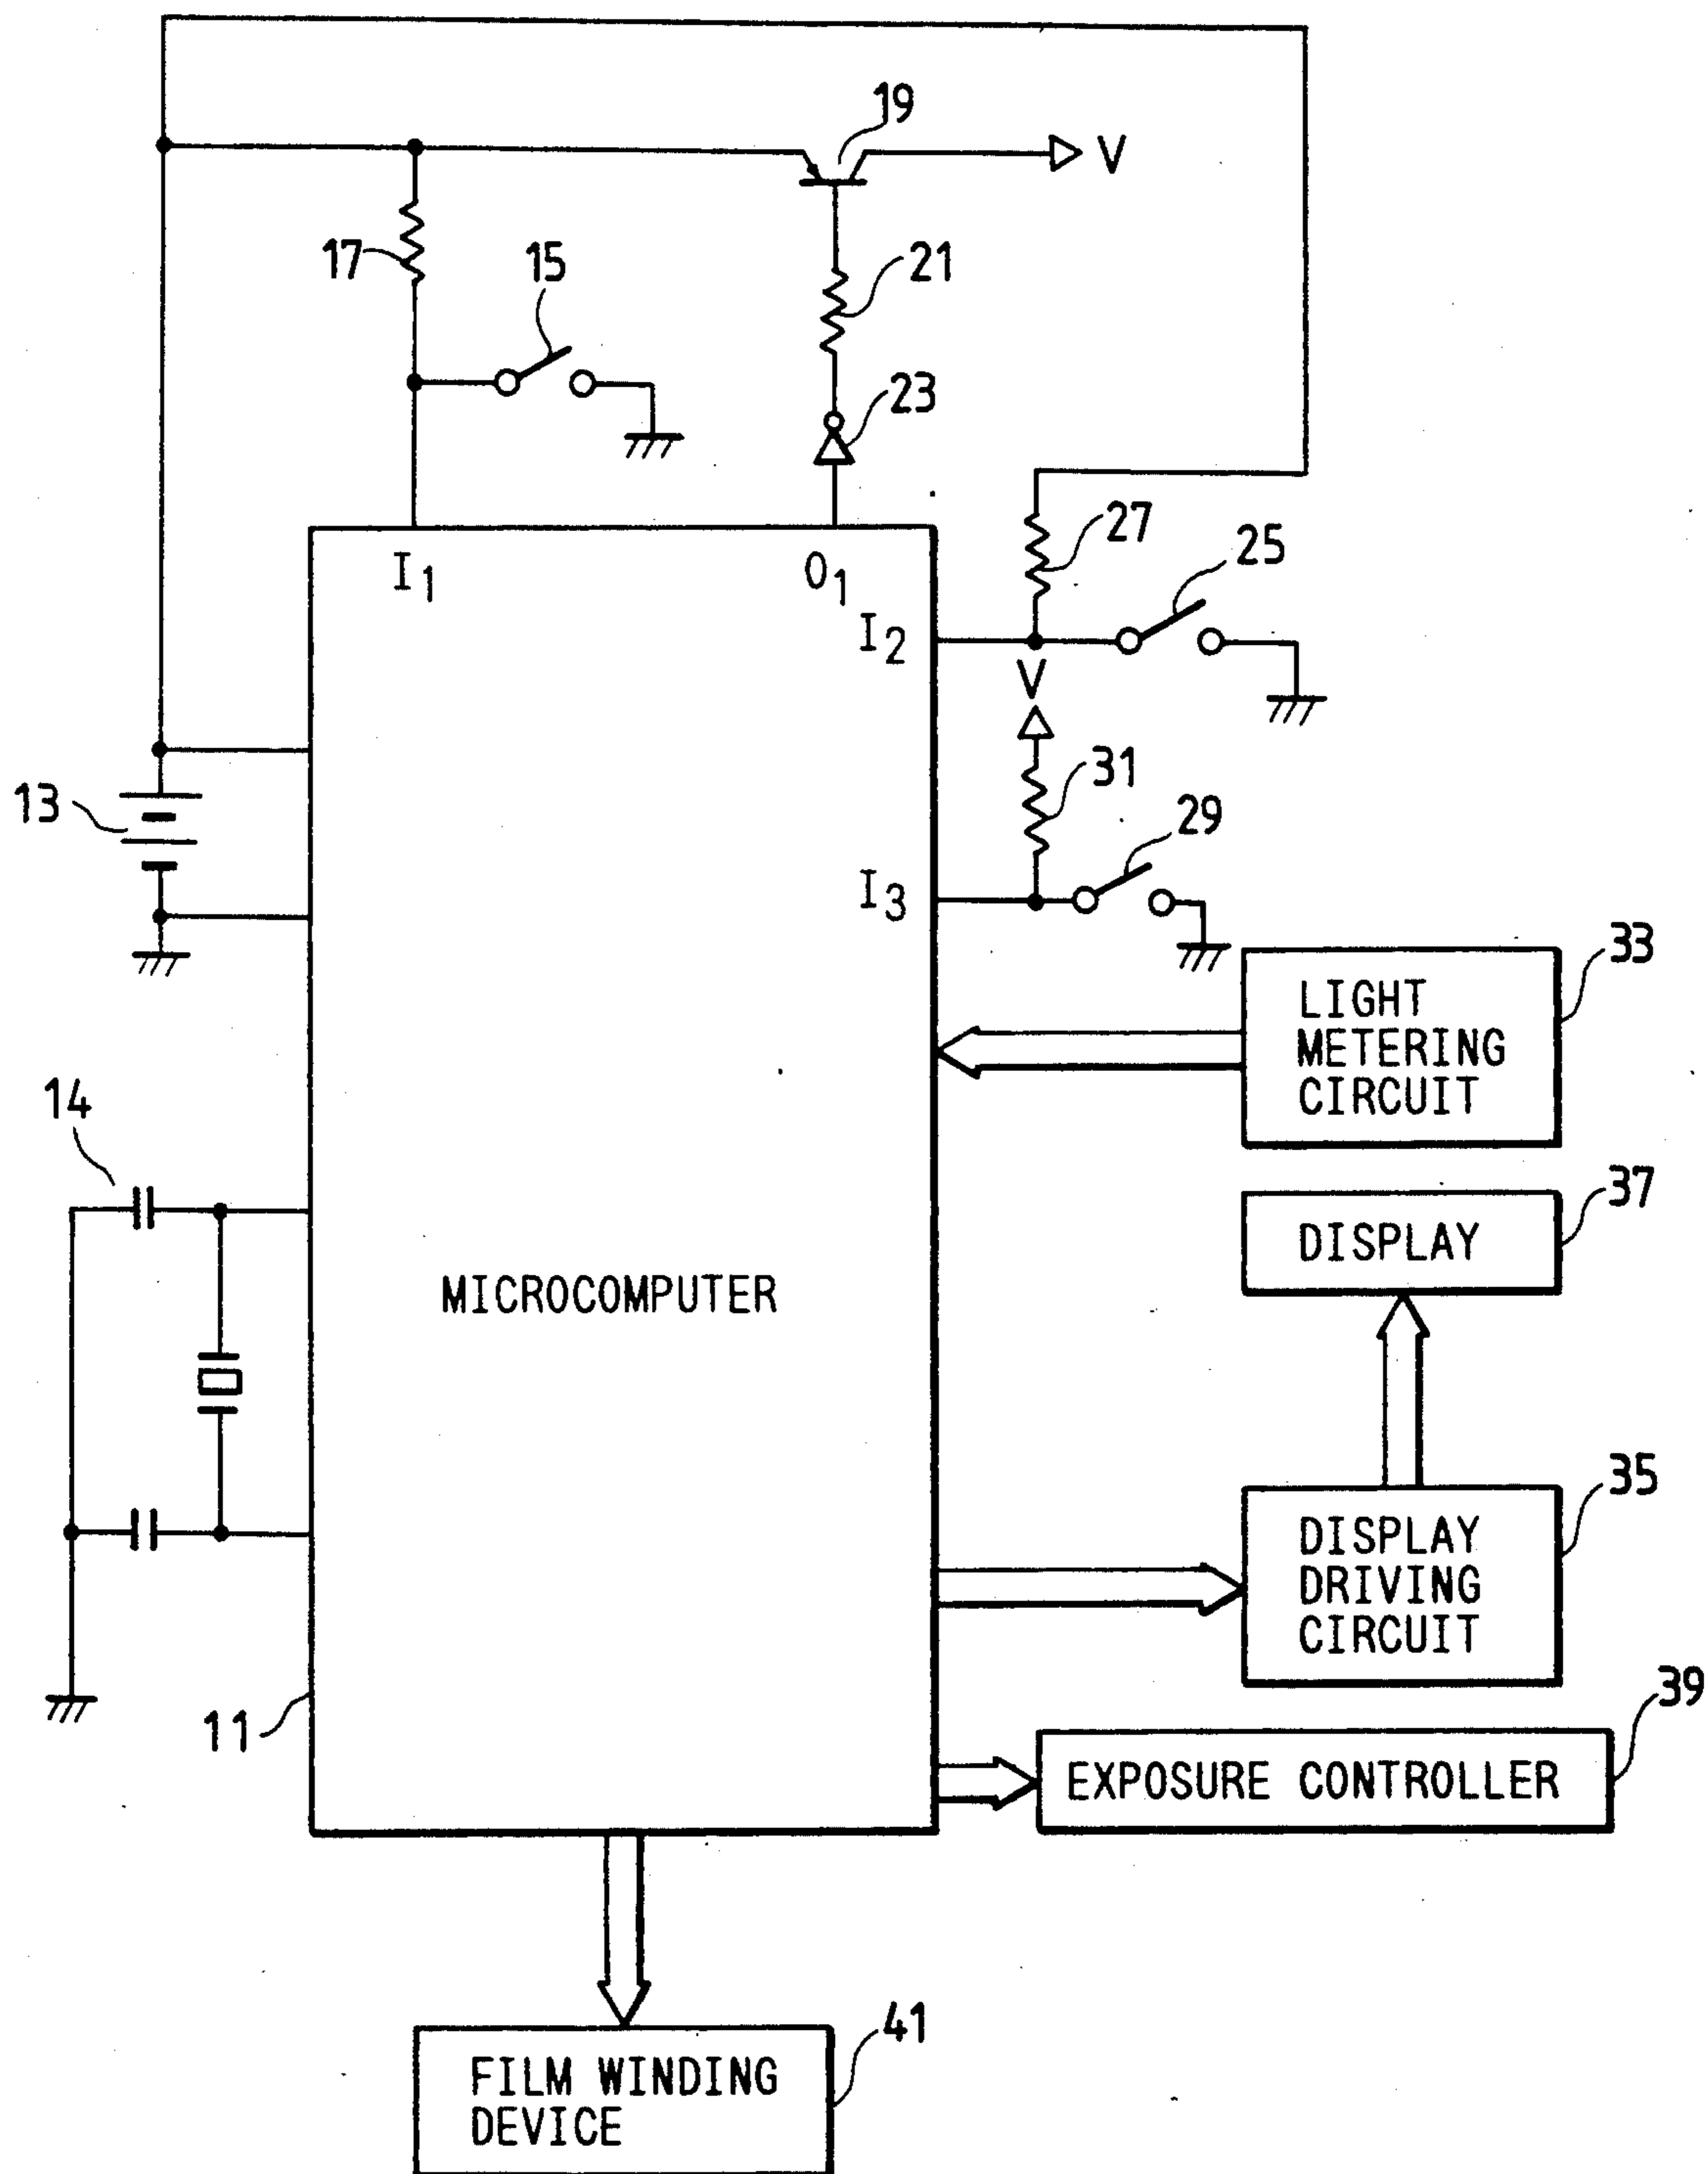 19
V
17
15
21
23
27
25
I1
O1
I2
V
31
13
29
I3
33
LIGHT
METERING
CIRCUIT
14
37
DISPLAY
MICROCOMPUTER
35
DISPLAY
DRIVING
CIRCUIT
39
11
EXPOSURE CONTROLLER
41
FILM WINDING
DEVICE